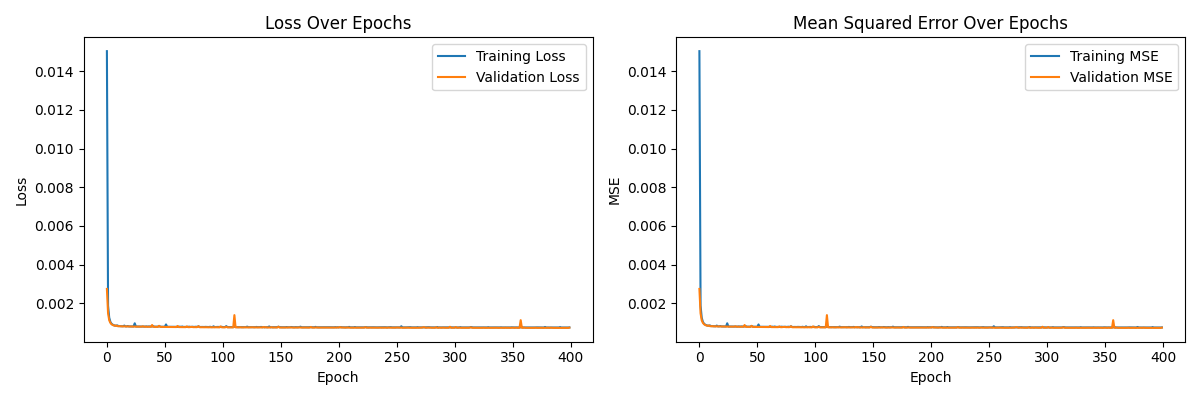 Loss Over Epochs
Training Loss
Validation Loss
0.014
0.012
0.010
0.008
0.006
0.004
0.002
Loss
0 50 100 150 200 250 300 350 400
Epoch
Mean Squared Error Over Epochs
Training MSE
Validation MSE
0.014
0.012
0.010
0.008
0.006
0.004
0.002
MSE
0 50 100 150 200 250 300 350 400
Epoch